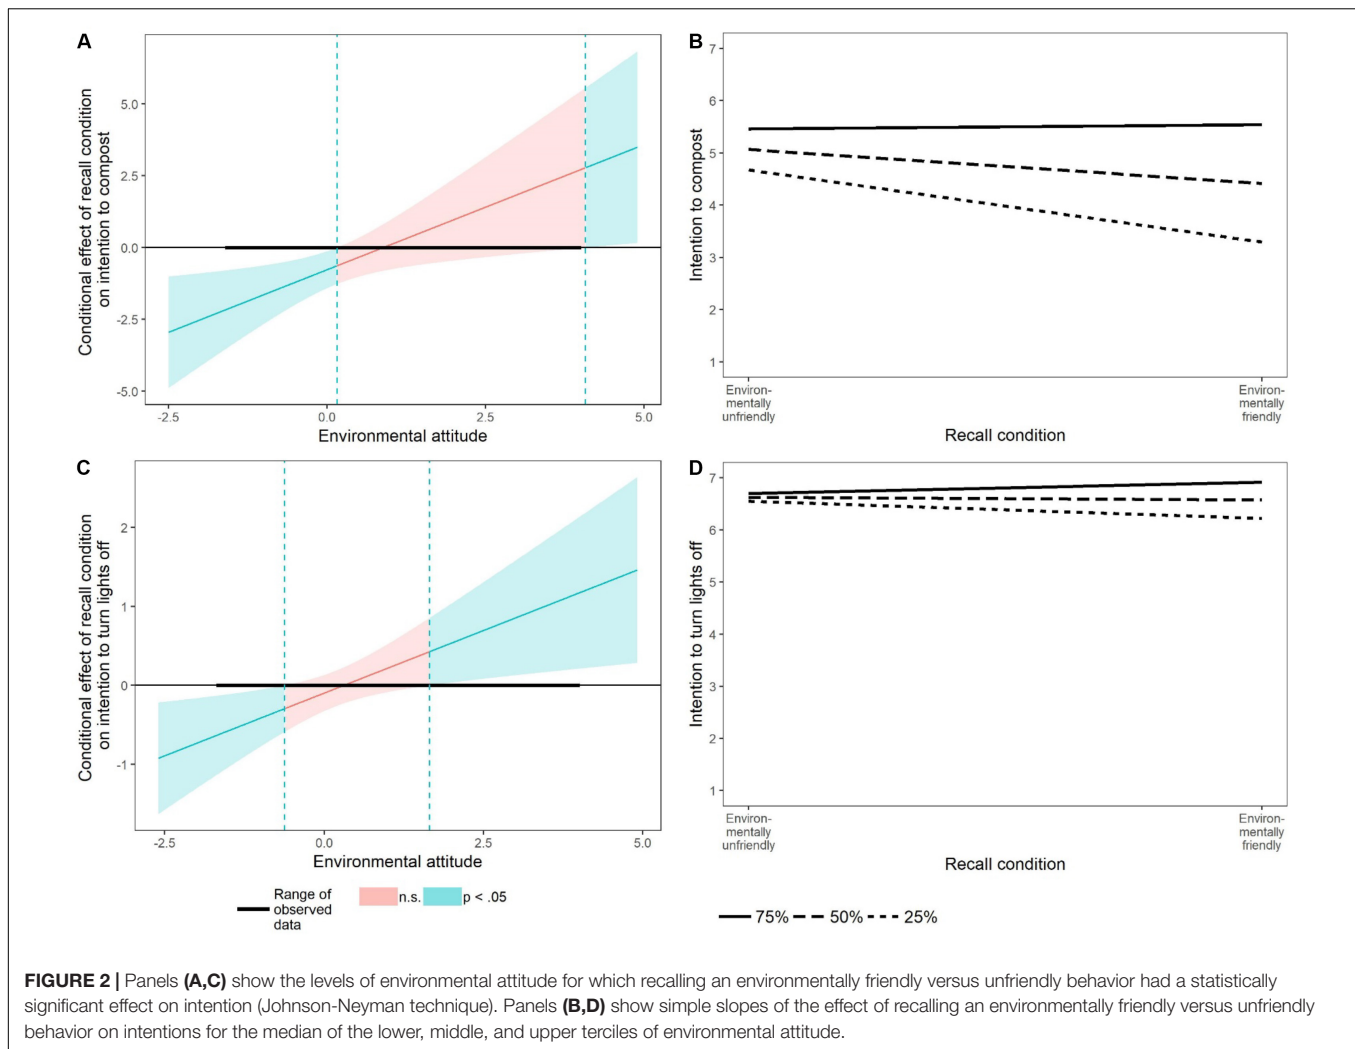 A
Conditional effect of recall condition
on intention to compost
5.0
2.5
0.0
-2.5
-5.0
-2.5
0.0
2.5
5.0
Environmental attitude
B
Intention to compost
7
6
5
4
3
2
1
Environ-
mentally
unfriendly
Environ-
mentally
friendly
Recall condition
C
Conditional effect of recall condition
on intention to turn lights off
2
1
0
-1
-2.5
0.0
2.5
5.0
Environmental attitude
Range of
observed
data
n.s.
p < .05
D
Intention to turn lights off
7
6
5
4
3
2
1
Environ-
mentally
unfriendly
Environ-
mentally
friendly
Recall condition
75% 50% 25%
FIGURE 2 | Panels (A,C) show the levels of environmental attitude for which recalling an environmentally friendly versus unfriendly behavior had a statistically
significant effect on intention (Johnson-Neyman technique). Panels (B,D) show simple slopes of the effect of recalling an environmentally friendly versus unfriendly
behavior on intentions for the median of the lower, middle, and upper terciles of environmental attitude.